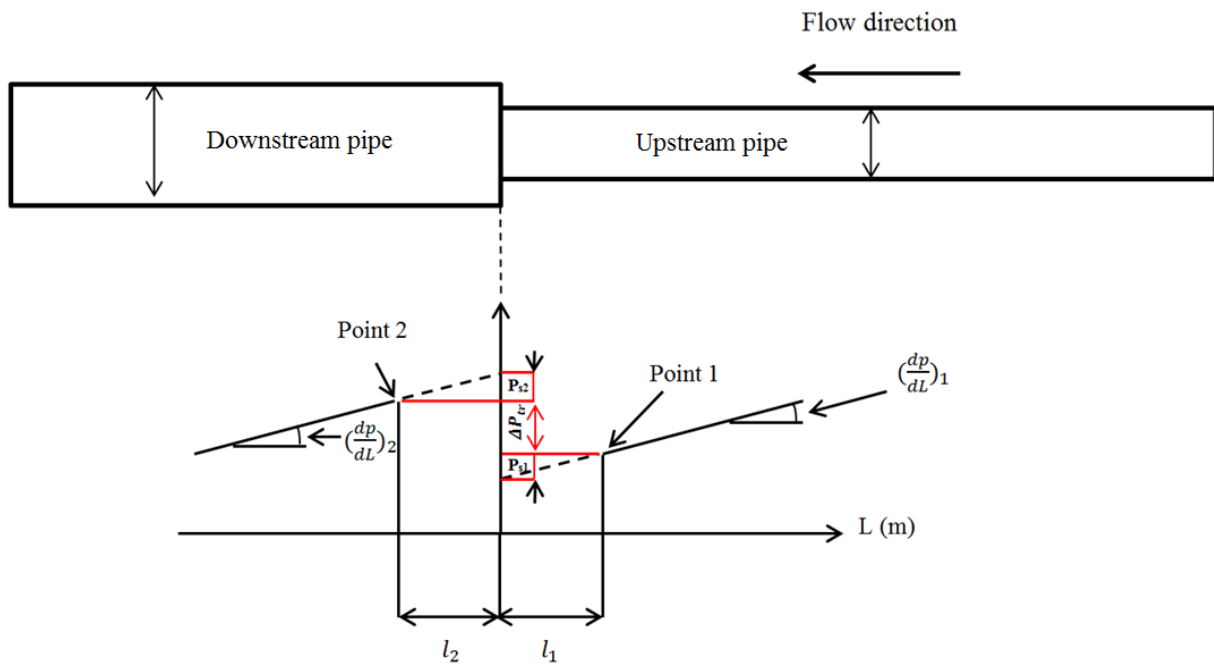 Flow direction
Downstream pipe
Upstream pipe
Point 2
Point 1
(dp/dL)₁
Pₛ₂
ΔPₜᵣ
(dp/dL)₂
Pₛ₁
L (m)
l₂
l₁